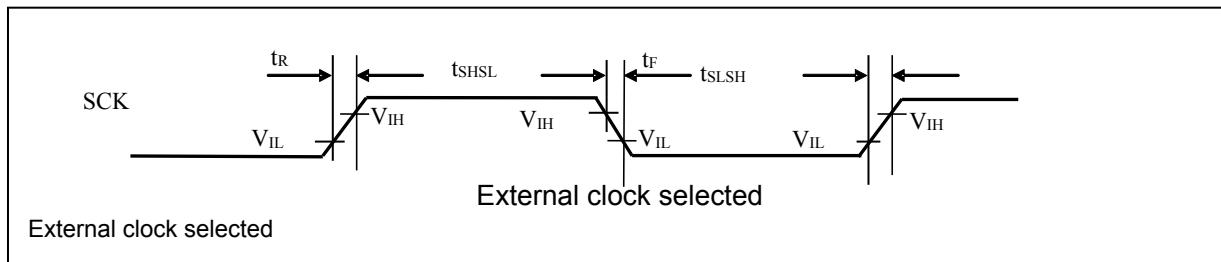 tR tSHSL tF tSLSH
SCK
VIH VIH VIH
VIL VIL VIL
External clock selected
External clock selected